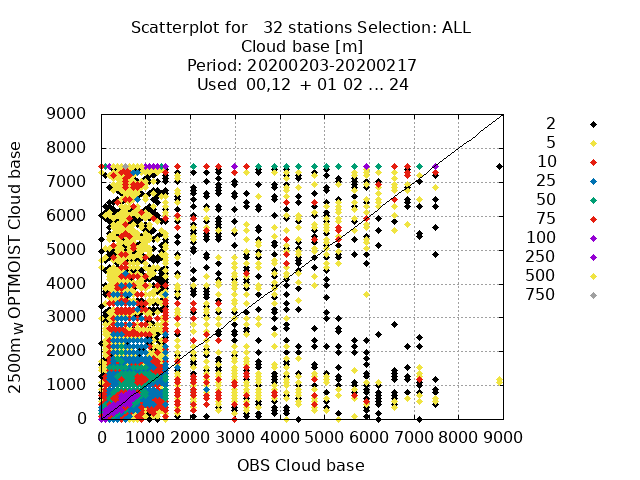 Scatterplot for   32 stations Selection: ALL
Cloud base [m]
Period: 20200203-20200217
Used  00,12  + 01 02 ... 24
2500m_W OPTMOIST Cloud base
9000
8000
7000
6000
5000
4000
3000
2000
1000
0
0 1000 2000 3000 4000 5000 6000 7000 8000 9000
OBS Cloud base
2
5
10
25
50
75
100
250
500
750